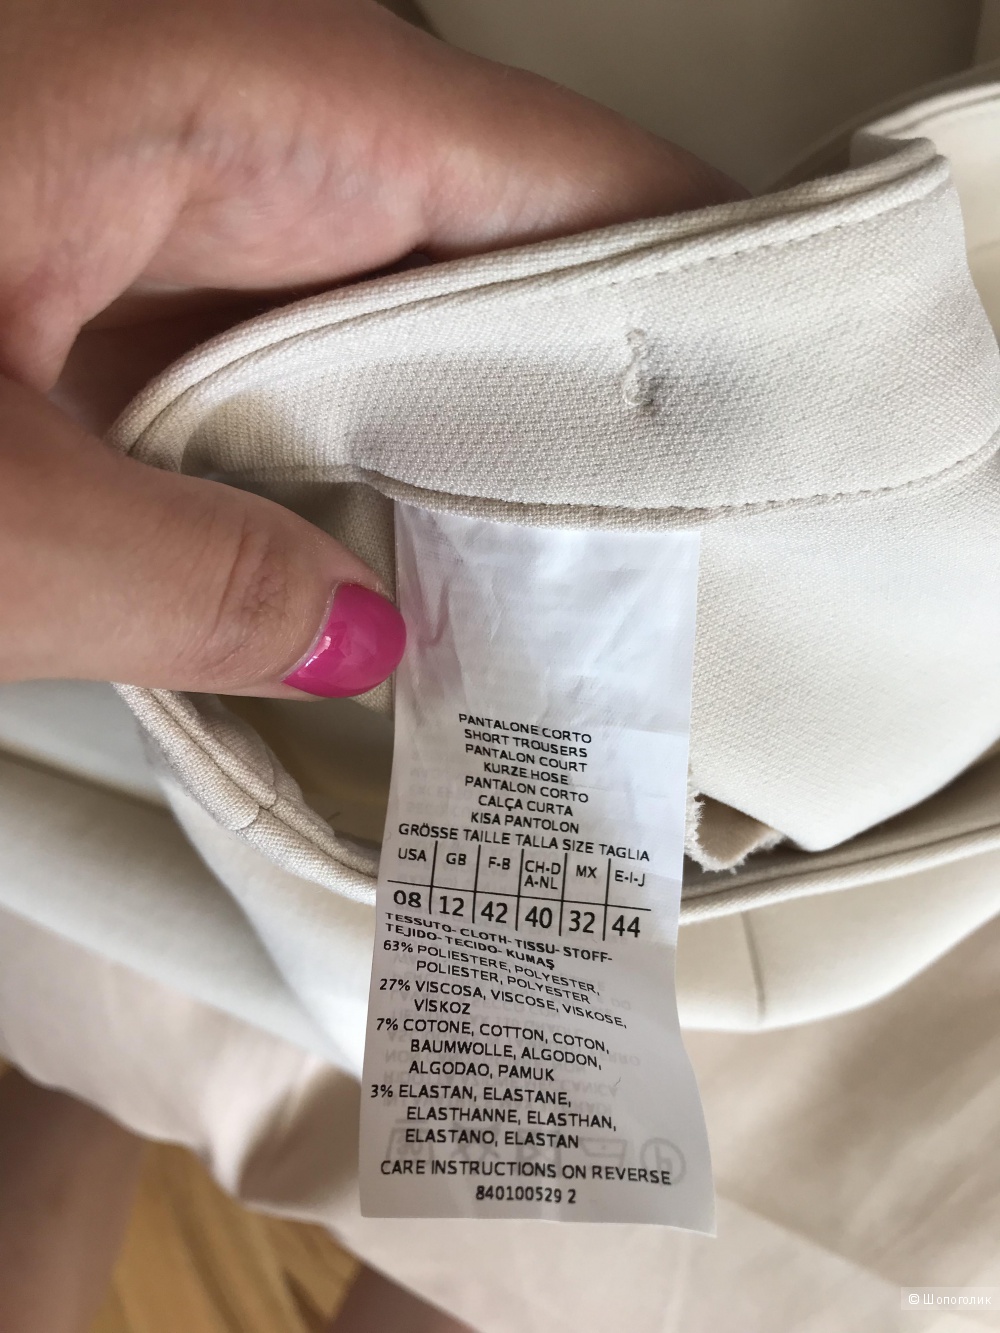 PANTALONE CORTO
SHORT TROUSERS
PANTALON COURT
KURZE HOSE
PANTALON CORTO
CALÇA CURTA
KISA PANTOLON
GRÖSSE TAILLE TALLA SIZE TAGLIA
USA GB F-B CH-D A-NL MX E-I-J
08 12 42 40 32 44
TESSUTO- CLOTH- TISSU- STOFF-
TEJIDO- TECIDO- KUMAŞ
63% POLIESTERE, POLYESTER,
POLIESTER, POLYESTER
27% VISCOSA, VISCOSE, VISKOSE,
VİSKOZ
7% COTONE, COTTON, COTON,
BAUMWOLLE, ALGODON,
ALGODAO, PAMUK
3% ELASTAN, ELASTANE,
ELASTHANNE, ELASTHAN,
ELASTANO, ELASTAN
CARE INSTRUCTIONS ON REVERSE
840100529 2
© Шопоголик